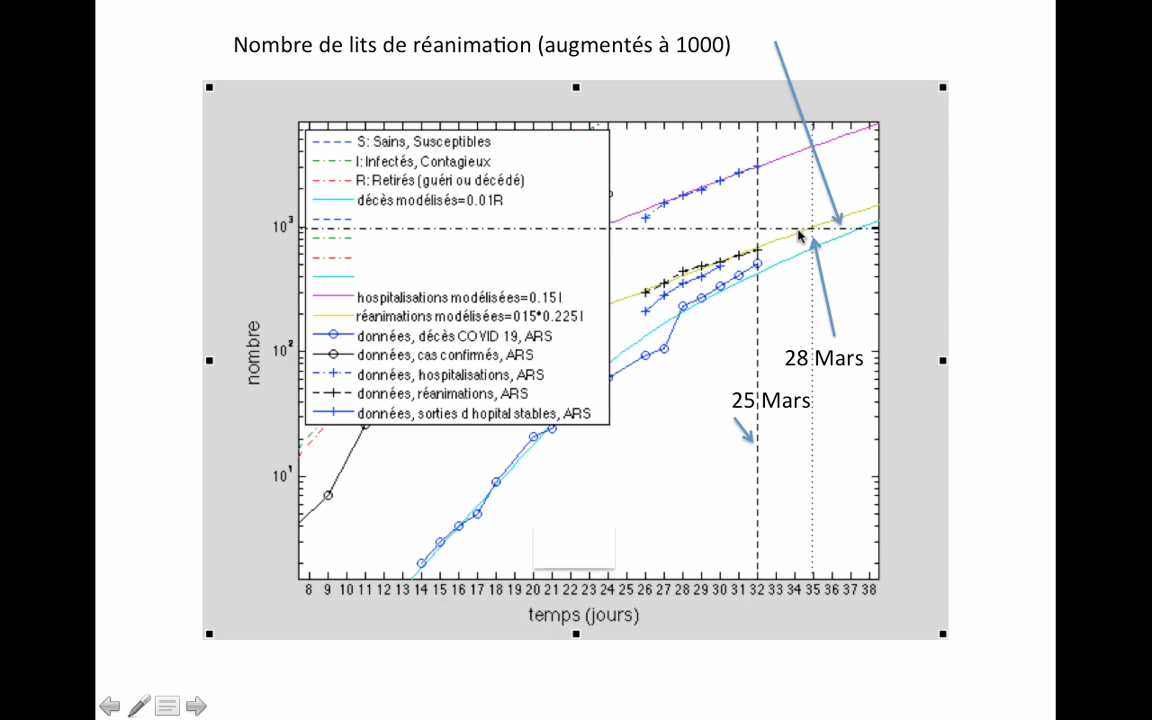 Nombre de lits de réanimation (augmentés à 1000)
S: Sains, Susceptibles
I: Infectés, Contagieux
R: Retirés (guéri ou décédé)
décès modélisés=0.01R
hospitalisations modélisées=0.15I
réanimations modélisées=015*0.225I
données, décès COVID 19, ARS
données, cas confirmés, ARS
données, hospitalisations, ARS
données, réanimations, ARS
données, sorties d hopital stables, ARS
10³
10²
10¹
nombre
28 Mars
25 Mars
8 9 10 11 12 13 14 15 16 17 18 19 20 21 22 23 24 25 26 27 28 29 30 31 32 33 34 35 36 37 38
temps (jours)